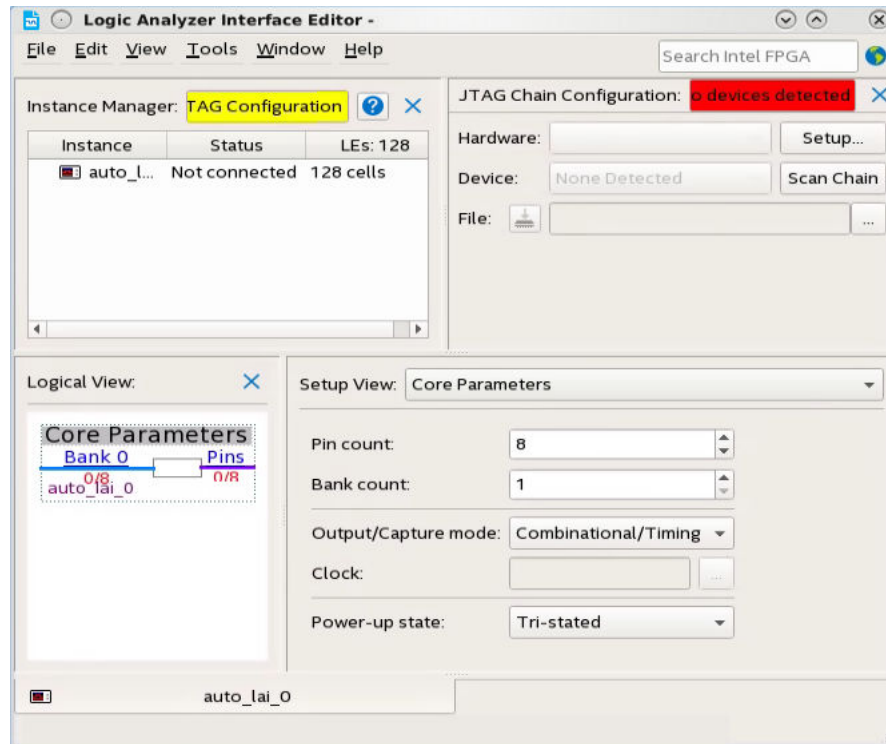 Logic Analyzer Interface Editor -
File Edit View Tools Window Help
Search Intel FPGA
Instance Manager: TAG Configuration
Instance Status LEs: 128
auto_l... Not connected 128 cells
JTAG Chain Configuration: o devices detected
Hardware: Setup...
Device: None Detected Scan Chain
File: ...
Logical View:
Core Parameters
Bank 0 Pins
0/8 0/8
auto_lai_0
Setup View: Core Parameters
Pin count: 8
Bank count: 1
Output/Capture mode: Combinational/Timing
Clock: ...
Power-up state: Tri-stated
auto_lai_0